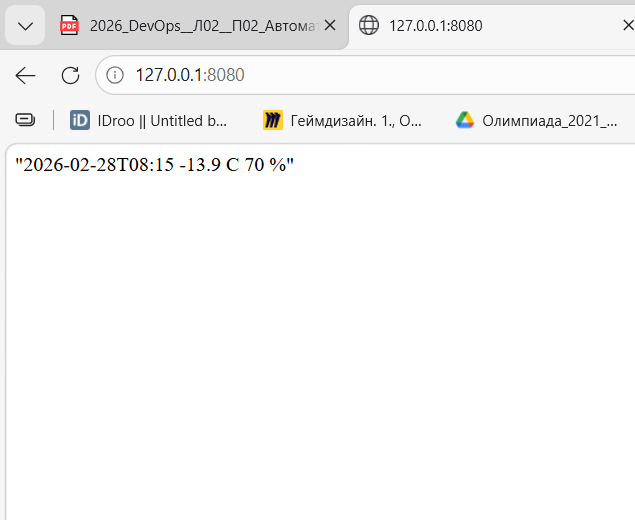 2026_DevOps__Л02__П02_Автомат
127.0.0.1:8080
127.0.0.1:8080
IDroo || Untitled b...
Геймдизайн. 1., О...
Олимпиада_2021_...
"2026-02-28T08:15 -13.9 C 70 %"